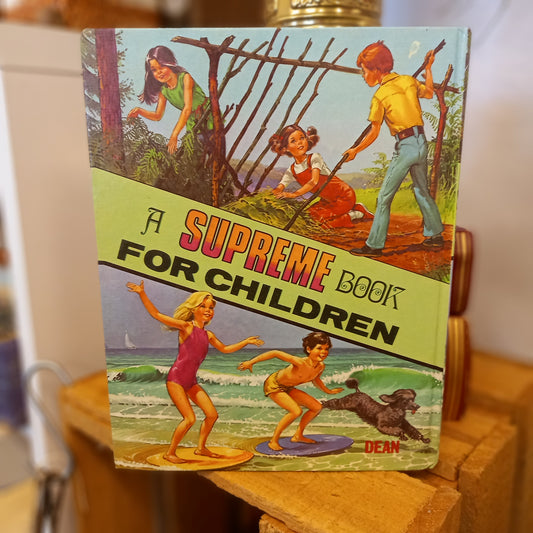 A SUPREME BOOK
FOR CHILDREN
DEAN